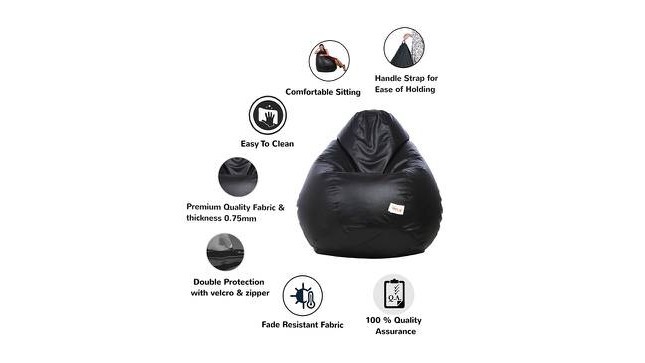 Comfortable Sitting
Handle Strap for
Ease of Holding
Easy To Clean
Premium Quality Fabric &
thickness 0.75mm
Double Protection
with velcro & zipper
Fade Resistant Fabric
Q.A.
100 % Quality
Assurance